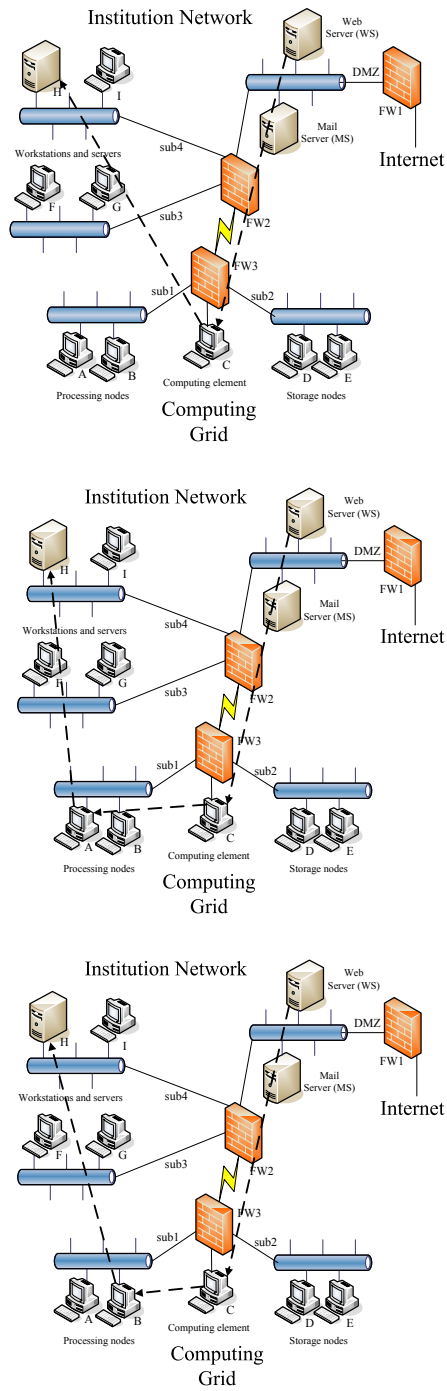 Institution Network
Web
Server (WS)
DMZ
H
I
FW1
Mail
Server (MS)
Internet
sub4
Workstations and servers
F
G
sub3
FW2
FW3
sub1
sub2
A
B
C
D
E
Processing nodes
Computing element
Storage nodes
Computing
Grid
Institution Network
Web
Server (WS)
DMZ
H
I
FW1
Mail
Server (MS)
Internet
sub4
Workstations and servers
F
G
sub3
FW2
FW3
sub1
sub2
A
B
C
D
E
Processing nodes
Computing element
Storage nodes
Computing
Grid
Institution Network
Web
Server (WS)
DMZ
H
I
FW1
Mail
Server (MS)
Internet
sub4
Workstations and servers
F
G
sub3
FW2
FW3
sub1
sub2
A
B
C
D
E
Processing nodes
Computing element
Storage nodes
Computing
Grid